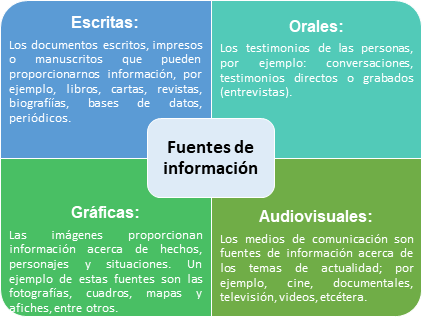 Escritas:
Los documentos escritos, impresos
o manuscritos que pueden
proporcionarnos información, por
ejemplo, libros, cartas, revistas,
biografíias, bases de datos,
periódicos.
Orales:
Los testimonios de las personas,
por ejemplo: conversaciones,
testimonios directos o grabados
(entrevistas).
Fuentes de
información
Gráficas:
Las imágenes proporcionan
información acerca de hechos,
personajes y situaciones. Un
ejemplo de estas fuentes son las
fotografías, cuadros, mapas y
afiches, entre otros.
Audiovisuales:
Los medios de comunicación son
fuentes de información acerca de
los temas de actualidad; por
ejemplo, cine, documentales,
televisión, videos, etcétera.